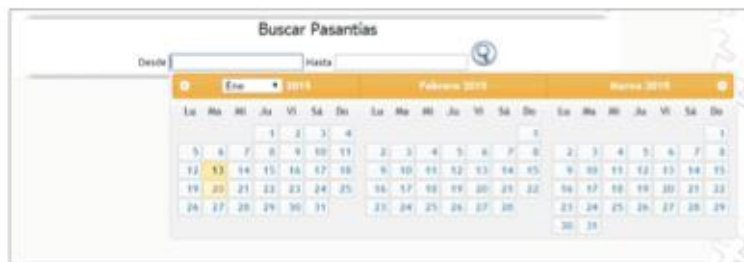 Buscar Pasantías
Desde Hasta
Ene 2015 Febrero 2015 Marzo 2015
Lu Ma Mi Ju Vi Sá Do Lu Ma Mi Ju Vi Sá Do Lu Ma Mi Ju Vi Sá Do
1 2 3 4 1 1
5 6 7 8 9 10 11 2 3 4 5 6 7 8 2 3 4 5 6 7 8
12 13 14 15 16 17 18 9 10 11 12 13 14 15 9 10 11 12 13 14 15
19 20 21 22 23 24 25 16 17 18 19 20 21 22 16 17 18 19 20 21 22
26 27 28 29 30 31 23 24 25 26 27 28 23 24 25 26 27 28 29
30 31